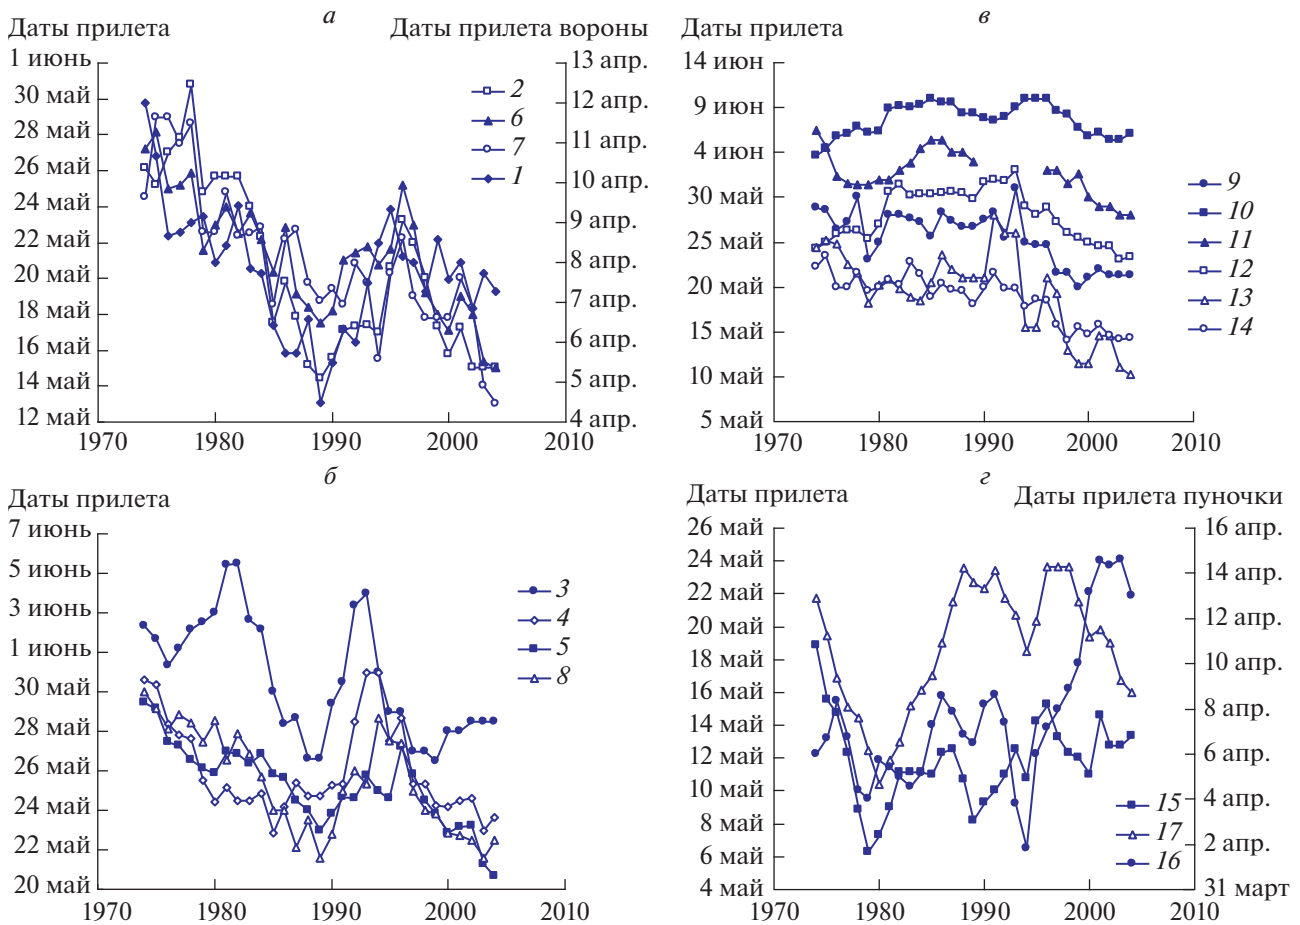 а
Даты прилета
Даты прилета вороны
1 июнь
30 май
28 май
26 май
24 май
22 май
20 май
18 май
16 май
14 май
12 май
13 апр.
12 апр.
11 апр.
10 апр.
9 апр.
8 апр.
7 апр.
6 апр.
5 апр.
4 апр.
2
6
7
1
1970
1980
1990
2000
2010
в
Даты прилета
14 июн
9 июн
4 июн
30 май
25 май
20 май
15 май
10 май
5 май
9
10
11
12
13
14
1970
1980
1990
2000
2010
б
Даты прилета
7 июнь
5 июнь
3 июнь
1 июнь
30 май
28 май
26 май
24 май
22 май
20 май
3
4
5
8
1970
1980
1990
2000
2010
г
Даты прилета
Даты прилета пуночки
26 май
24 май
22 май
20 май
18 май
16 май
14 май
12 май
10 май
8 май
6 май
4 май
16 апр.
14 апр.
12 апр.
10 апр.
8 апр.
6 апр.
4 апр.
2 апр.
31 март
15
17
16
1970
1980
1990
2000
2010